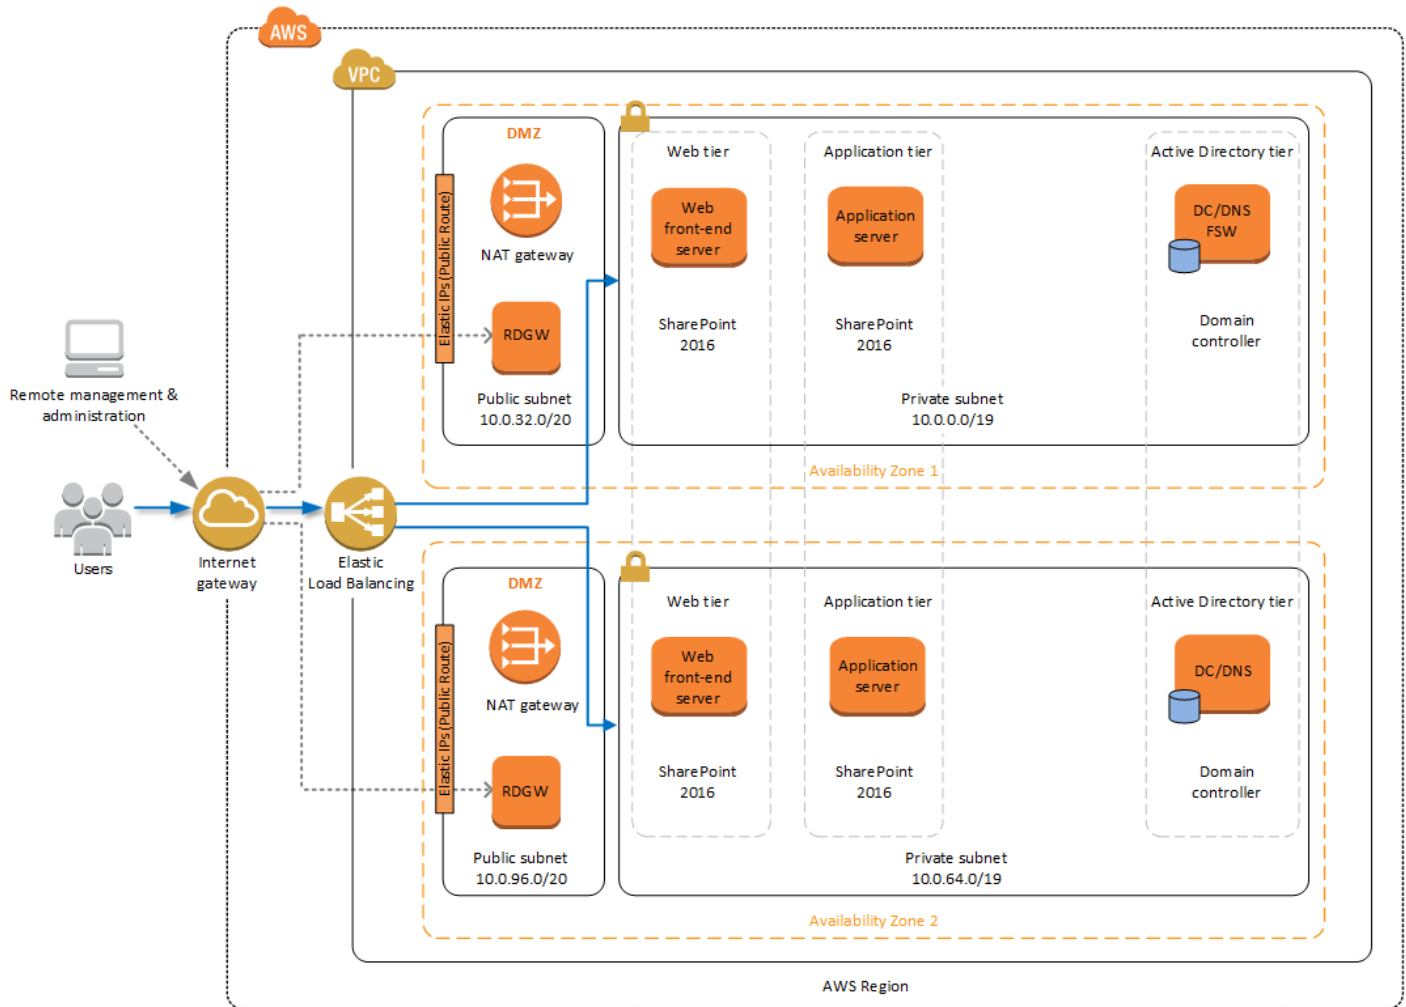 AWS
VPC
DMZ
Elastic IPs (Public Route)
NAT gateway
RDGW
Public subnet
10.0.32.0/20
Web tier
Web
front-end
server
SharePoint
2016
Application tier
Application
server
SharePoint
2016
Active Directory tier
DC/DNS
FSW
Domain
controller
Private subnet
10.0.0.0/19
Availability Zone 1
Remote management &
administration
Users
Internet
gateway
Elastic
Load Balancing
DMZ
Elastic IPs (Public Route)
NAT gateway
RDGW
Public subnet
10.0.96.0/20
Web tier
Web
front-end
server
SharePoint
2016
Application tier
Application
server
SharePoint
2016
Active Directory tier
DC/DNS
Domain
controller
Private subnet
10.0.64.0/19
Availability Zone 2
AWS Region